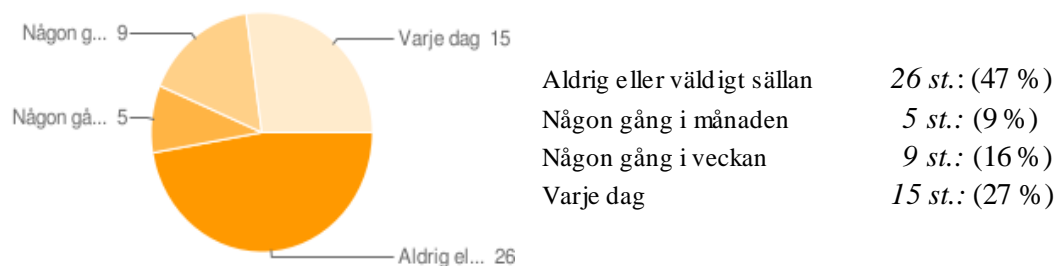 Någon g... 9
Varje dag 15
Någon gå... 5
Aldrig el... 26
Aldrig eller väldigt sällan 26 st.: (47 %)
Någon gång i månaden 5 st.: (9 %)
Någon gång i veckan 9 st.: (16 %)
Varje dag 15 st.: (27 %)